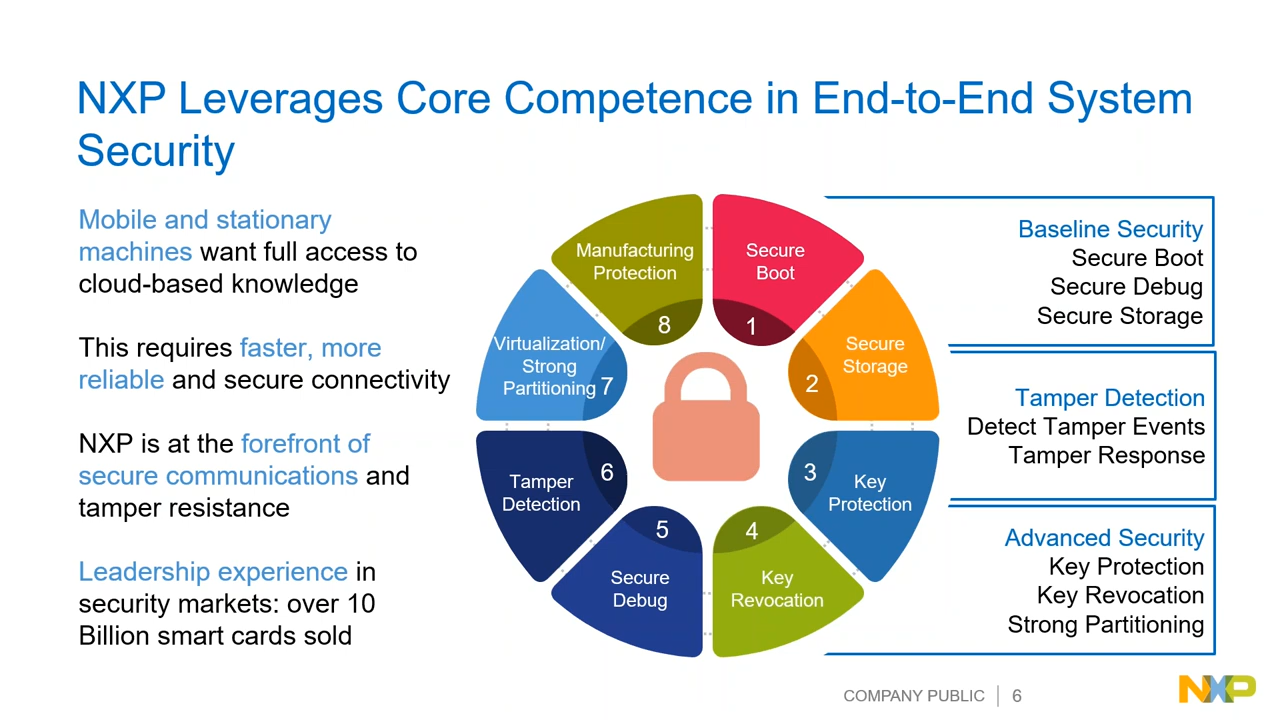 NXP Leverages Core Competence in End-to-End System
Security
Mobile and stationary
machines want full access to
cloud-based knowledge
This requires faster, more
reliable and secure connectivity
NXP is at the forefront of
secure communications and
tamper resistance
Leadership experience in
security markets: over 10
Billion smart cards sold
Secure
Boot
1
Secure
Storage
2
Key
Protection
3
Key
Revocation
4
Secure
Debug
5
Tamper
Detection
6
Virtualization/
Strong
Partitioning
7
Manufacturing
Protection
8
Baseline Security
Secure Boot
Secure Debug
Secure Storage
Tamper Detection
Detect Tamper Events
Tamper Response
Advanced Security
Key Protection
Key Revocation
Strong Partitioning
COMPANY PUBLIC
6
NXP